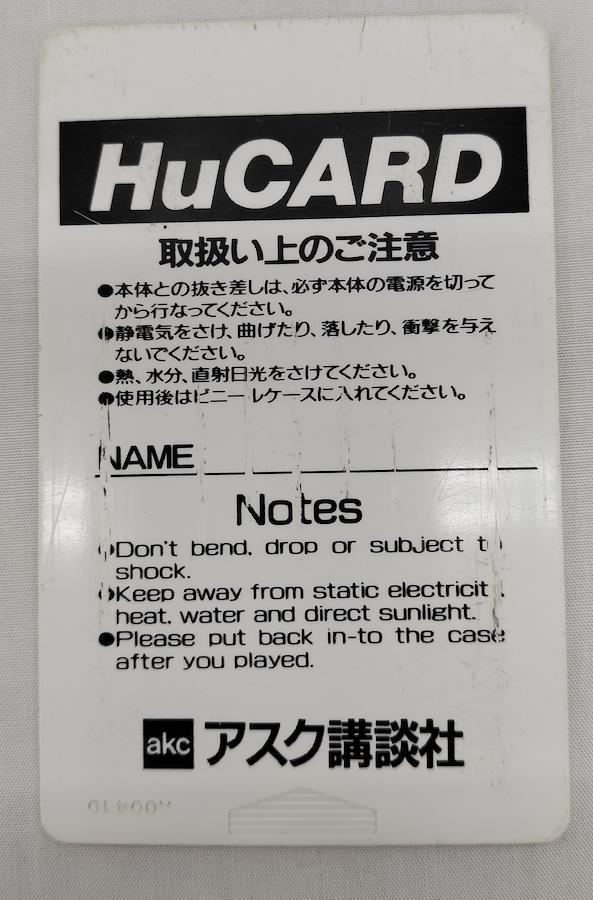 HuCARD
取扱い上のご注意
●本体との抜き差しは、必ず本体の電源を切って
から行なってください。
●静電気をさけ、曲げたり、落したり、衝撃を与え
ないでください。
●熱、水分、直射日光をさけてください。
●使用後はビニールケースに入れてください。
NAME
Notes
●Don't bend, drop or subject to
shock.
●Keep away from static electricity,
heat, water and direct sunlight.
●Please put back in-to the case
after you played.
akc アスク講談社